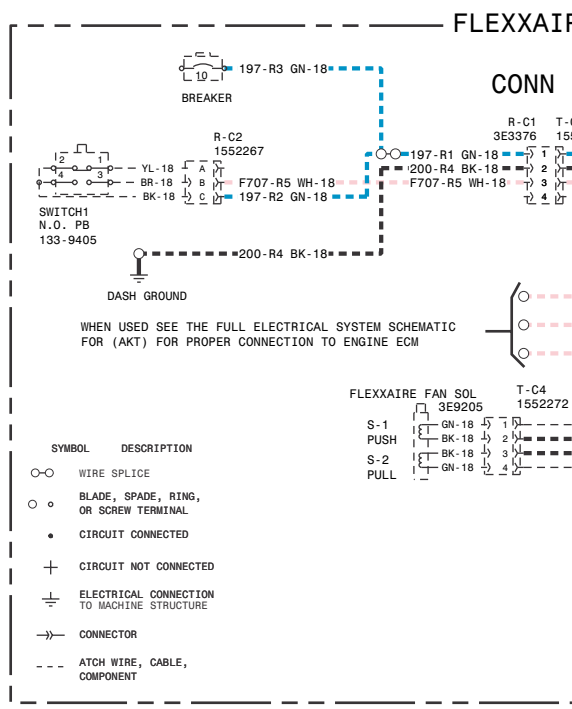 FLEXXAIR
10
197-R3 GN-18
BREAKER
CONN
R-C2
1552267
R-C1
3E3376
T-C
155
2 1
4 3
YL-18
BR-18
BK-18
A
B
C
F707-R5 WH-18
197-R2 GN-18
197-R1 GN-18
200-R4 BK-18
F707-R5 WH-18
1
2
3
4
SWITCH1
N.O. PB
133-9405
200-R4 BK-18
DASH GROUND
WHEN USED SEE THE FULL ELECTRICAL SYSTEM SCHEMATIC
FOR (AKT) FOR PROPER CONNECTION TO ENGINE ECM
FLEXXAIRE FAN SOL
3E9205
T-C4
1552272
S-1
PUSH
S-2
PULL
GN-18 1
BK-18 2
BK-18 3
GN-18 4
SYMBOL DESCRIPTION
WIRE SPLICE
BLADE, SPADE, RING,
OR SCREW TERMINAL
CIRCUIT CONNECTED
CIRCUIT NOT CONNECTED
ELECTRICAL CONNECTION
TO MACHINE STRUCTURE
CONNECTOR
ATCH WIRE, CABLE,
COMPONENT